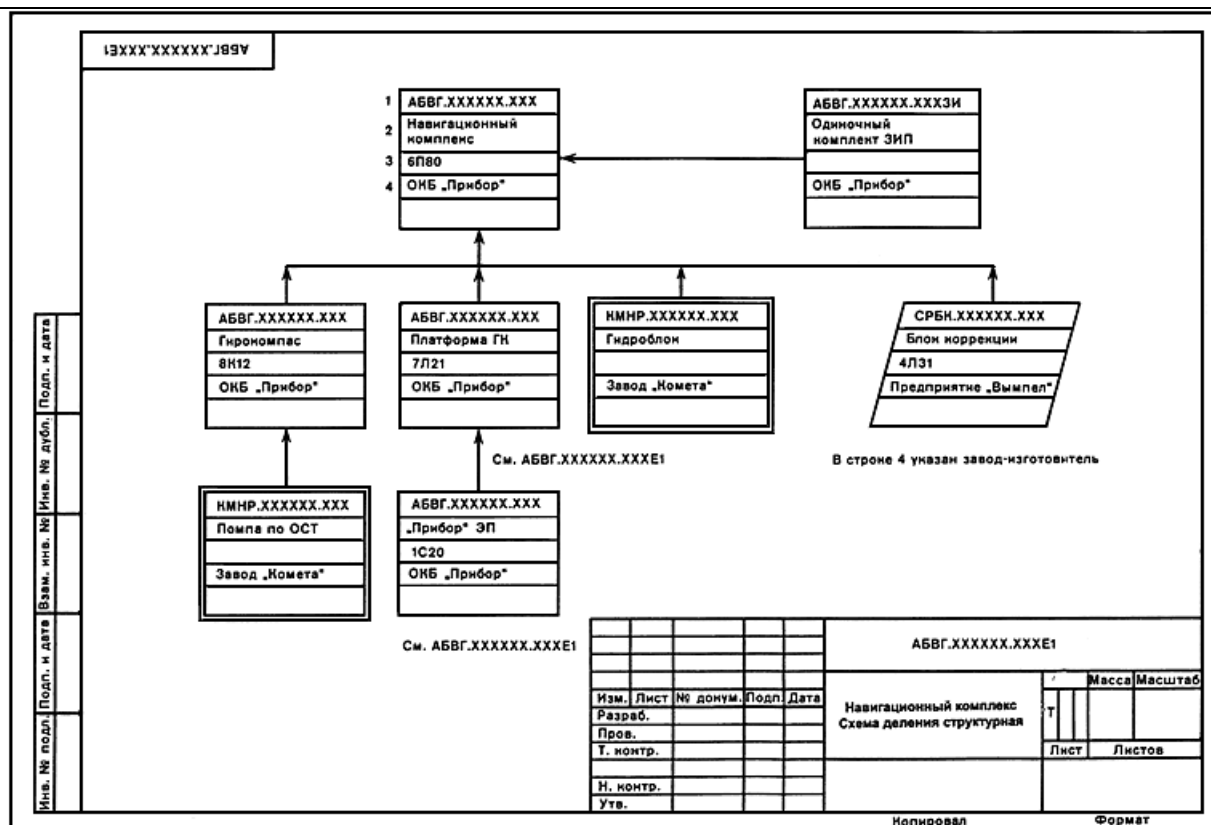 АБВГ.XXXXXX.XXXE1
1 АБВГ.XXXXXX.XXX
2 Навигационный
комплекс
3 6П80
4 ОКБ „Прибор"
АБВГ.XXXXXX.XXXЗИ
Одиночный
комплект ЗИП
ОКБ „Прибор"
АБВГ.XXXXXX.XXX
Гирокомпас
8К12
ОКБ „Прибор"
АБВГ.XXXXXX.XXX
Платформа ГК
7Л21
ОКБ „Прибор"
КМНР.XXXXXX.XXX
Гидроблок
Завод „Комета"
СРБК.XXXXXX.XXX
Блок коррекции
4Л31
Предприятие „Вымпел"
См. АБВГ.XXXXXX.XXXE1
В строке 4 указан завод-изготовитель
КМНР.XXXXXX.XXX
Помпа по ОСТ
Завод „Комета"
АБВГ.XXXXXX.XXX
„Прибор" ЭП
1С20
ОКБ „Прибор"
См. АБВГ.XXXXXX.XXXE1
Подп. и дата
Инв. № дубл.
Взам. инв. №
Подп. и дата
Инв. № подл.
АБВГ.XXXXXX.XXXE1
Изм. Лист № докум. Подп. Дата
Разраб.
Пров.
Т. контр.
Н. контр.
Утв.
Навигационный комплекс
Схема деления структурная
Масса Масштаб
Т
Лист Листов
Копировал Формат